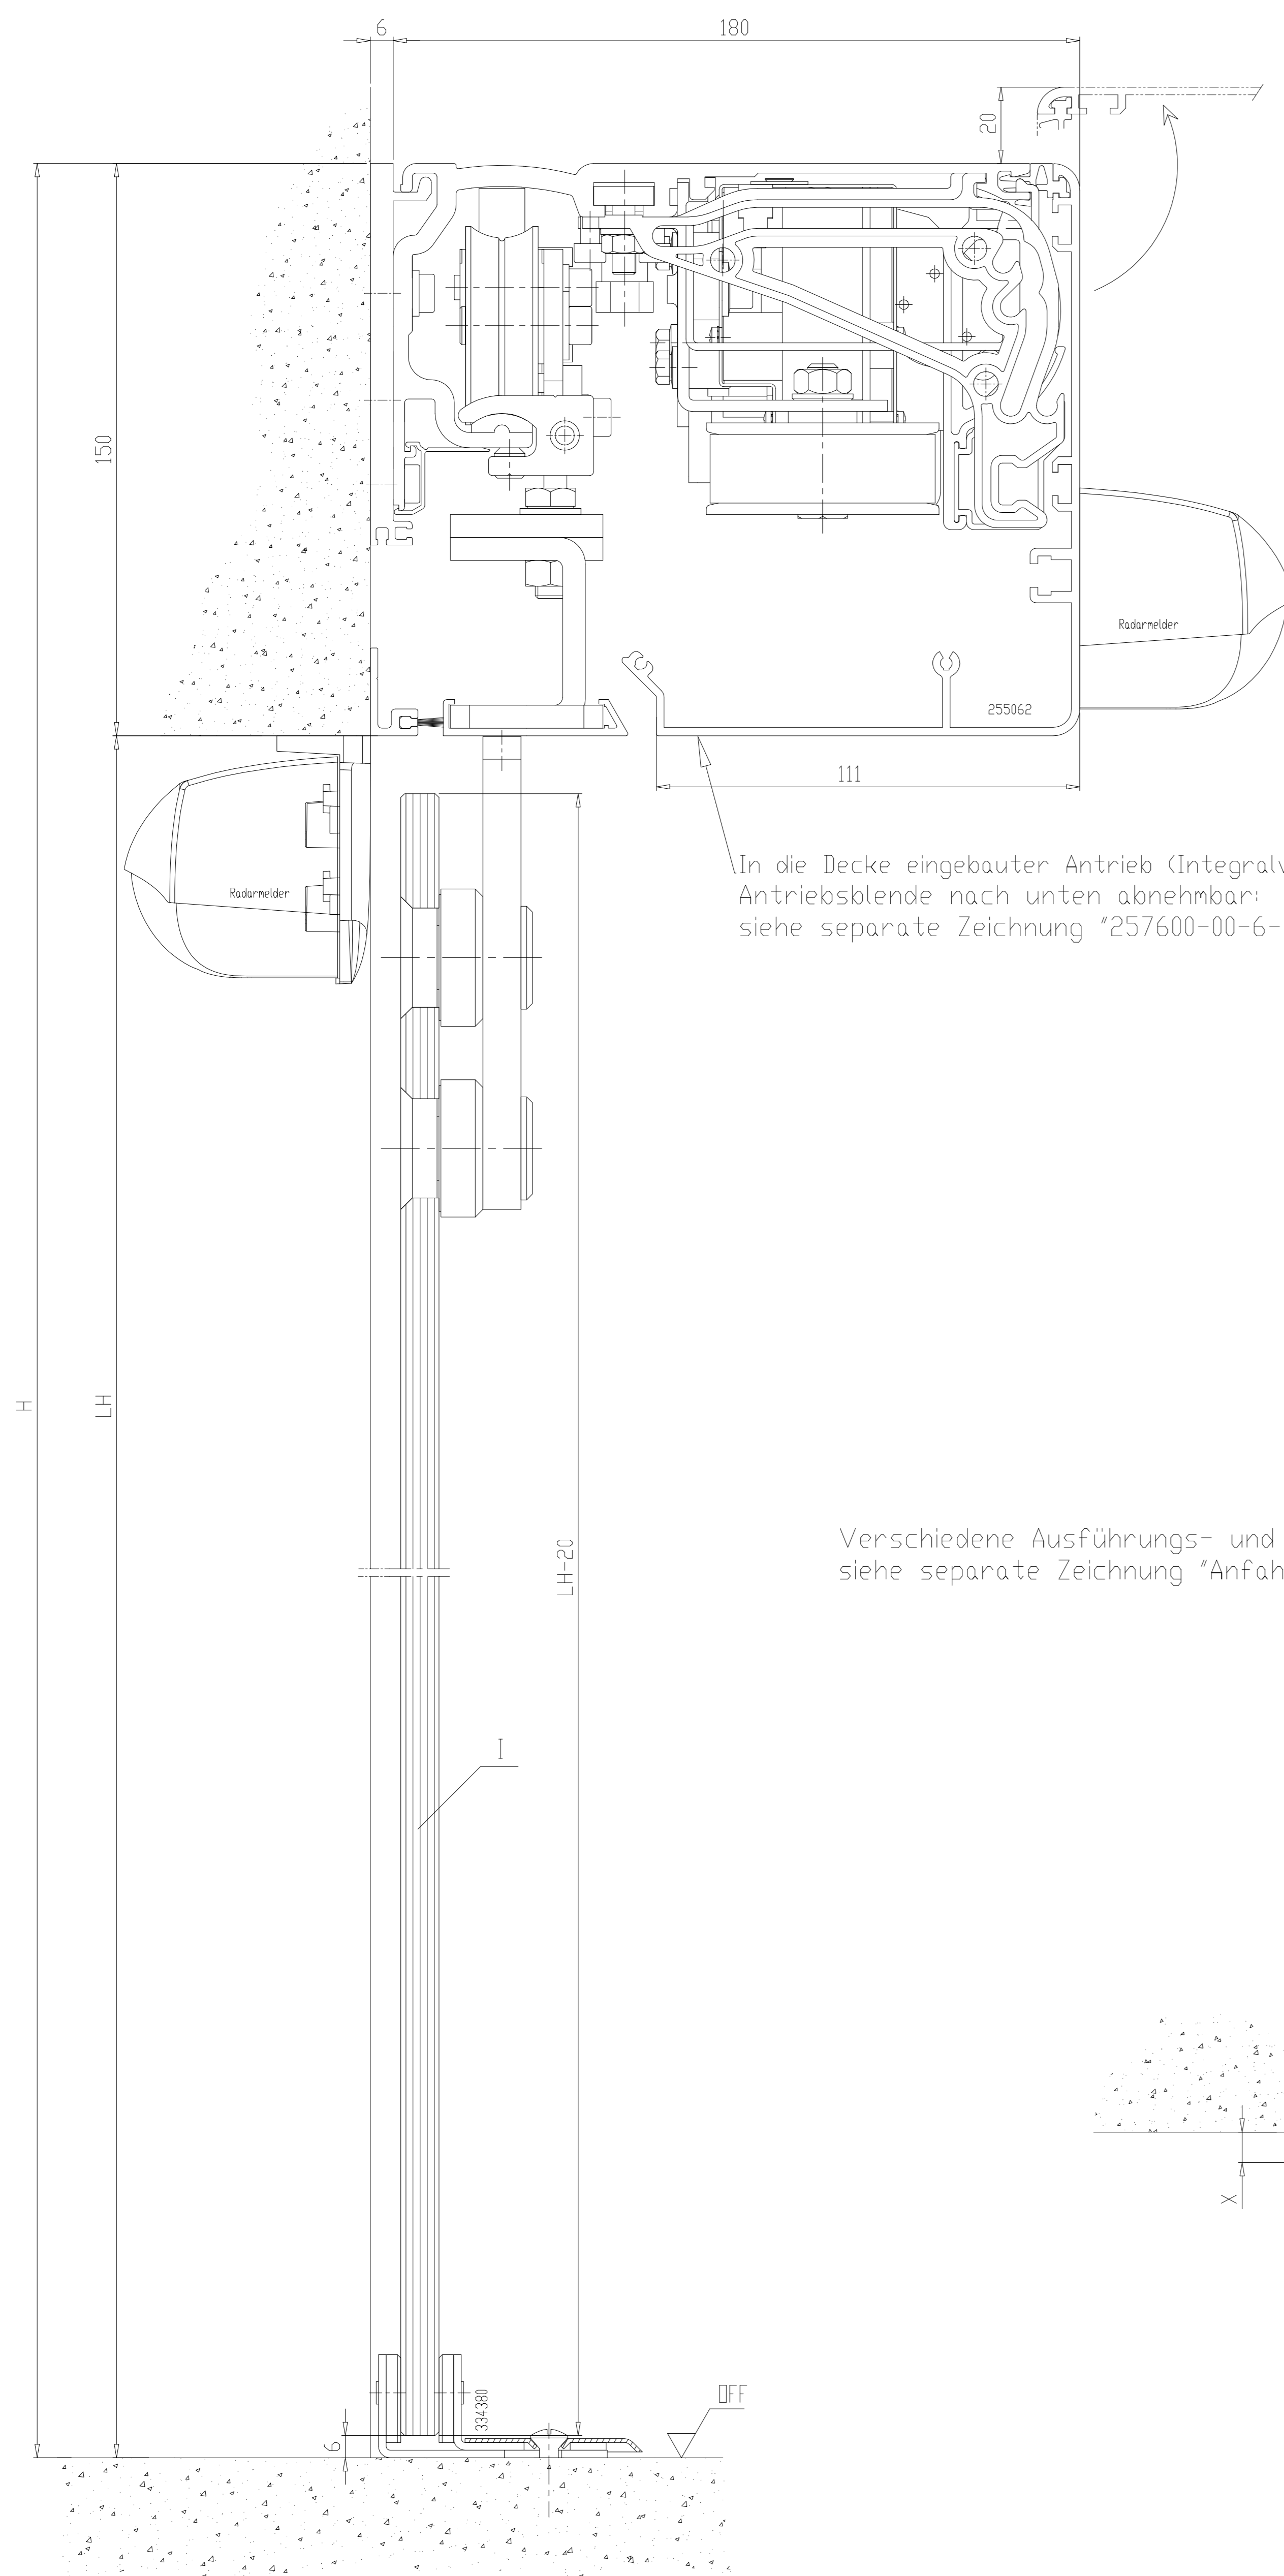 6
180
20
150
Radarmelder
255062
111
In die Decke eingebauter Antrieb (Integralv
Antriebsblende nach unten abnehmbar:
siehe separate Zeichnung "257600-00-6-
Radarmelder
H
LH
LH-20
Verschiedene Ausführungs- und
siehe separate Zeichnung "Anfah
I
X
OFF
334380
6